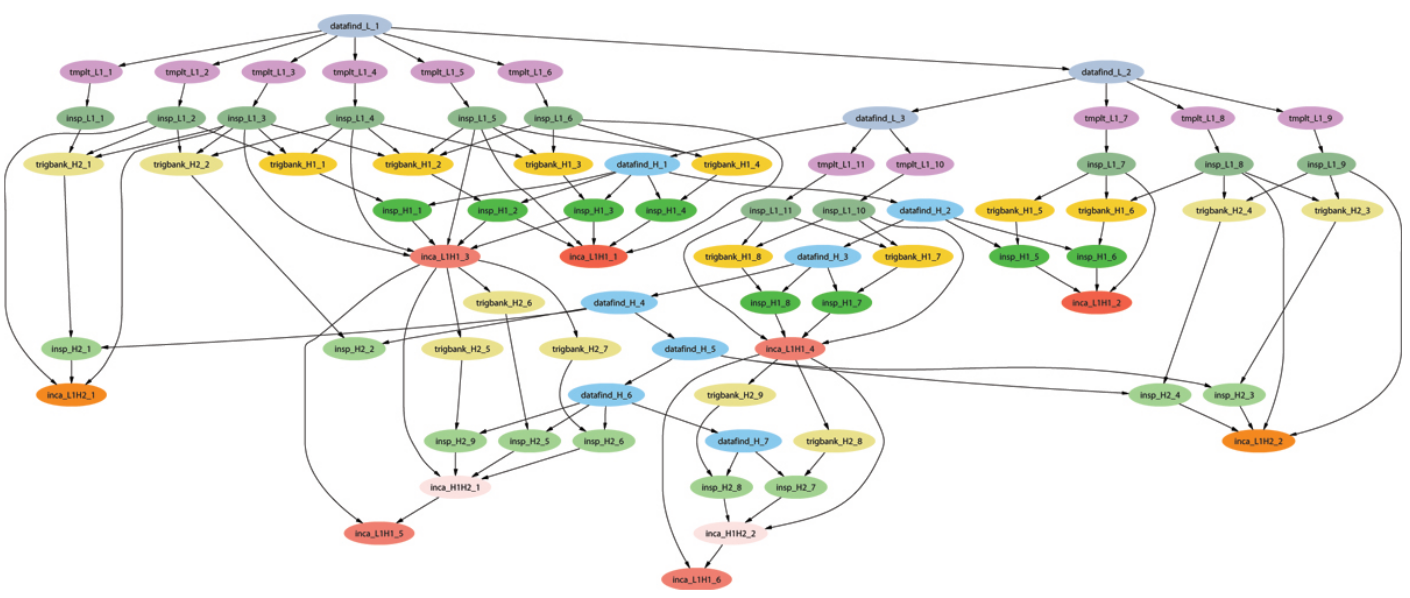 datafind_L_1
tmplt_L1_1 tmplt_L1_2 tmplt_L1_3 tmplt_L1_4 tmplt_L1_5 tmplt_L1_6 datafind_L_2
insp_L1_1 insp_L1_2 insp_L1_3 insp_L1_4 insp_L1_5 insp_L1_6 datafind_L_3 tmplt_L1_7 tmplt_L1_8 tmplt_L1_9
trigbank_H2_1 trigbank_H2_2 trigbank_H1_1 trigbank_H1_2 trigbank_H1_3 datafind_H_1 trigbank_H1_4 tmplt_L1_11 tmplt_L1_10 insp_L1_7 insp_L1_8 insp_L1_9
insp_H1_1 insp_H1_2 insp_H1_3 insp_H1_4 insp_L1_11 insp_L1_10 datafind_H_2 trigbank_H1_5 trigbank_H1_6 trigbank_H2_4 trigbank_H2_3
inca_L1H1_3 inca_L1H1_1 trigbank_H1_8 datafind_H_3 trigbank_H1_7 insp_H1_5 insp_H1_6
trigbank_H2_6 datafind_H_4 insp_H1_8 insp_H1_7 inca_L1H1_2
insp_H2_1 insp_H2_2 trigbank_H2_5 trigbank_H2_7 datafind_H_5 inca_L1H1_4
inca_L1H2_1 datafind_H_6 trigbank_H2_9 insp_H2_4 insp_H2_3
insp_H2_9 insp_H2_5 insp_H2_6 datafind_H_7 trigbank_H2_8 inca_L1H2_2
inca_H1H2_1 insp_H2_8 insp_H2_7
inca_L1H1_5 inca_H1H2_2
inca_L1H1_6